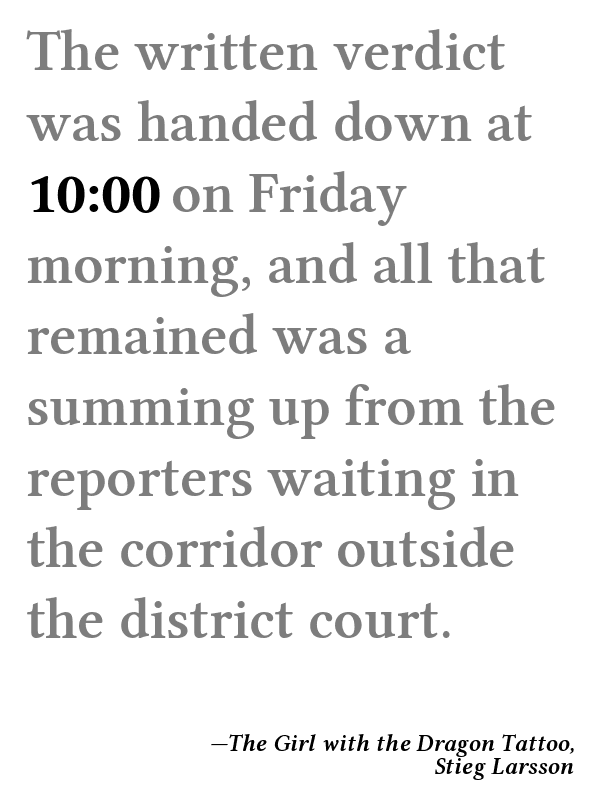 The written verdict
was handed down at
10:00 on Friday
morning, and all that
remained was a
summing up from the
reporters waiting in
the corridor outside
the district court.
—The Girl with the Dragon Tattoo,
Stieg Larsson